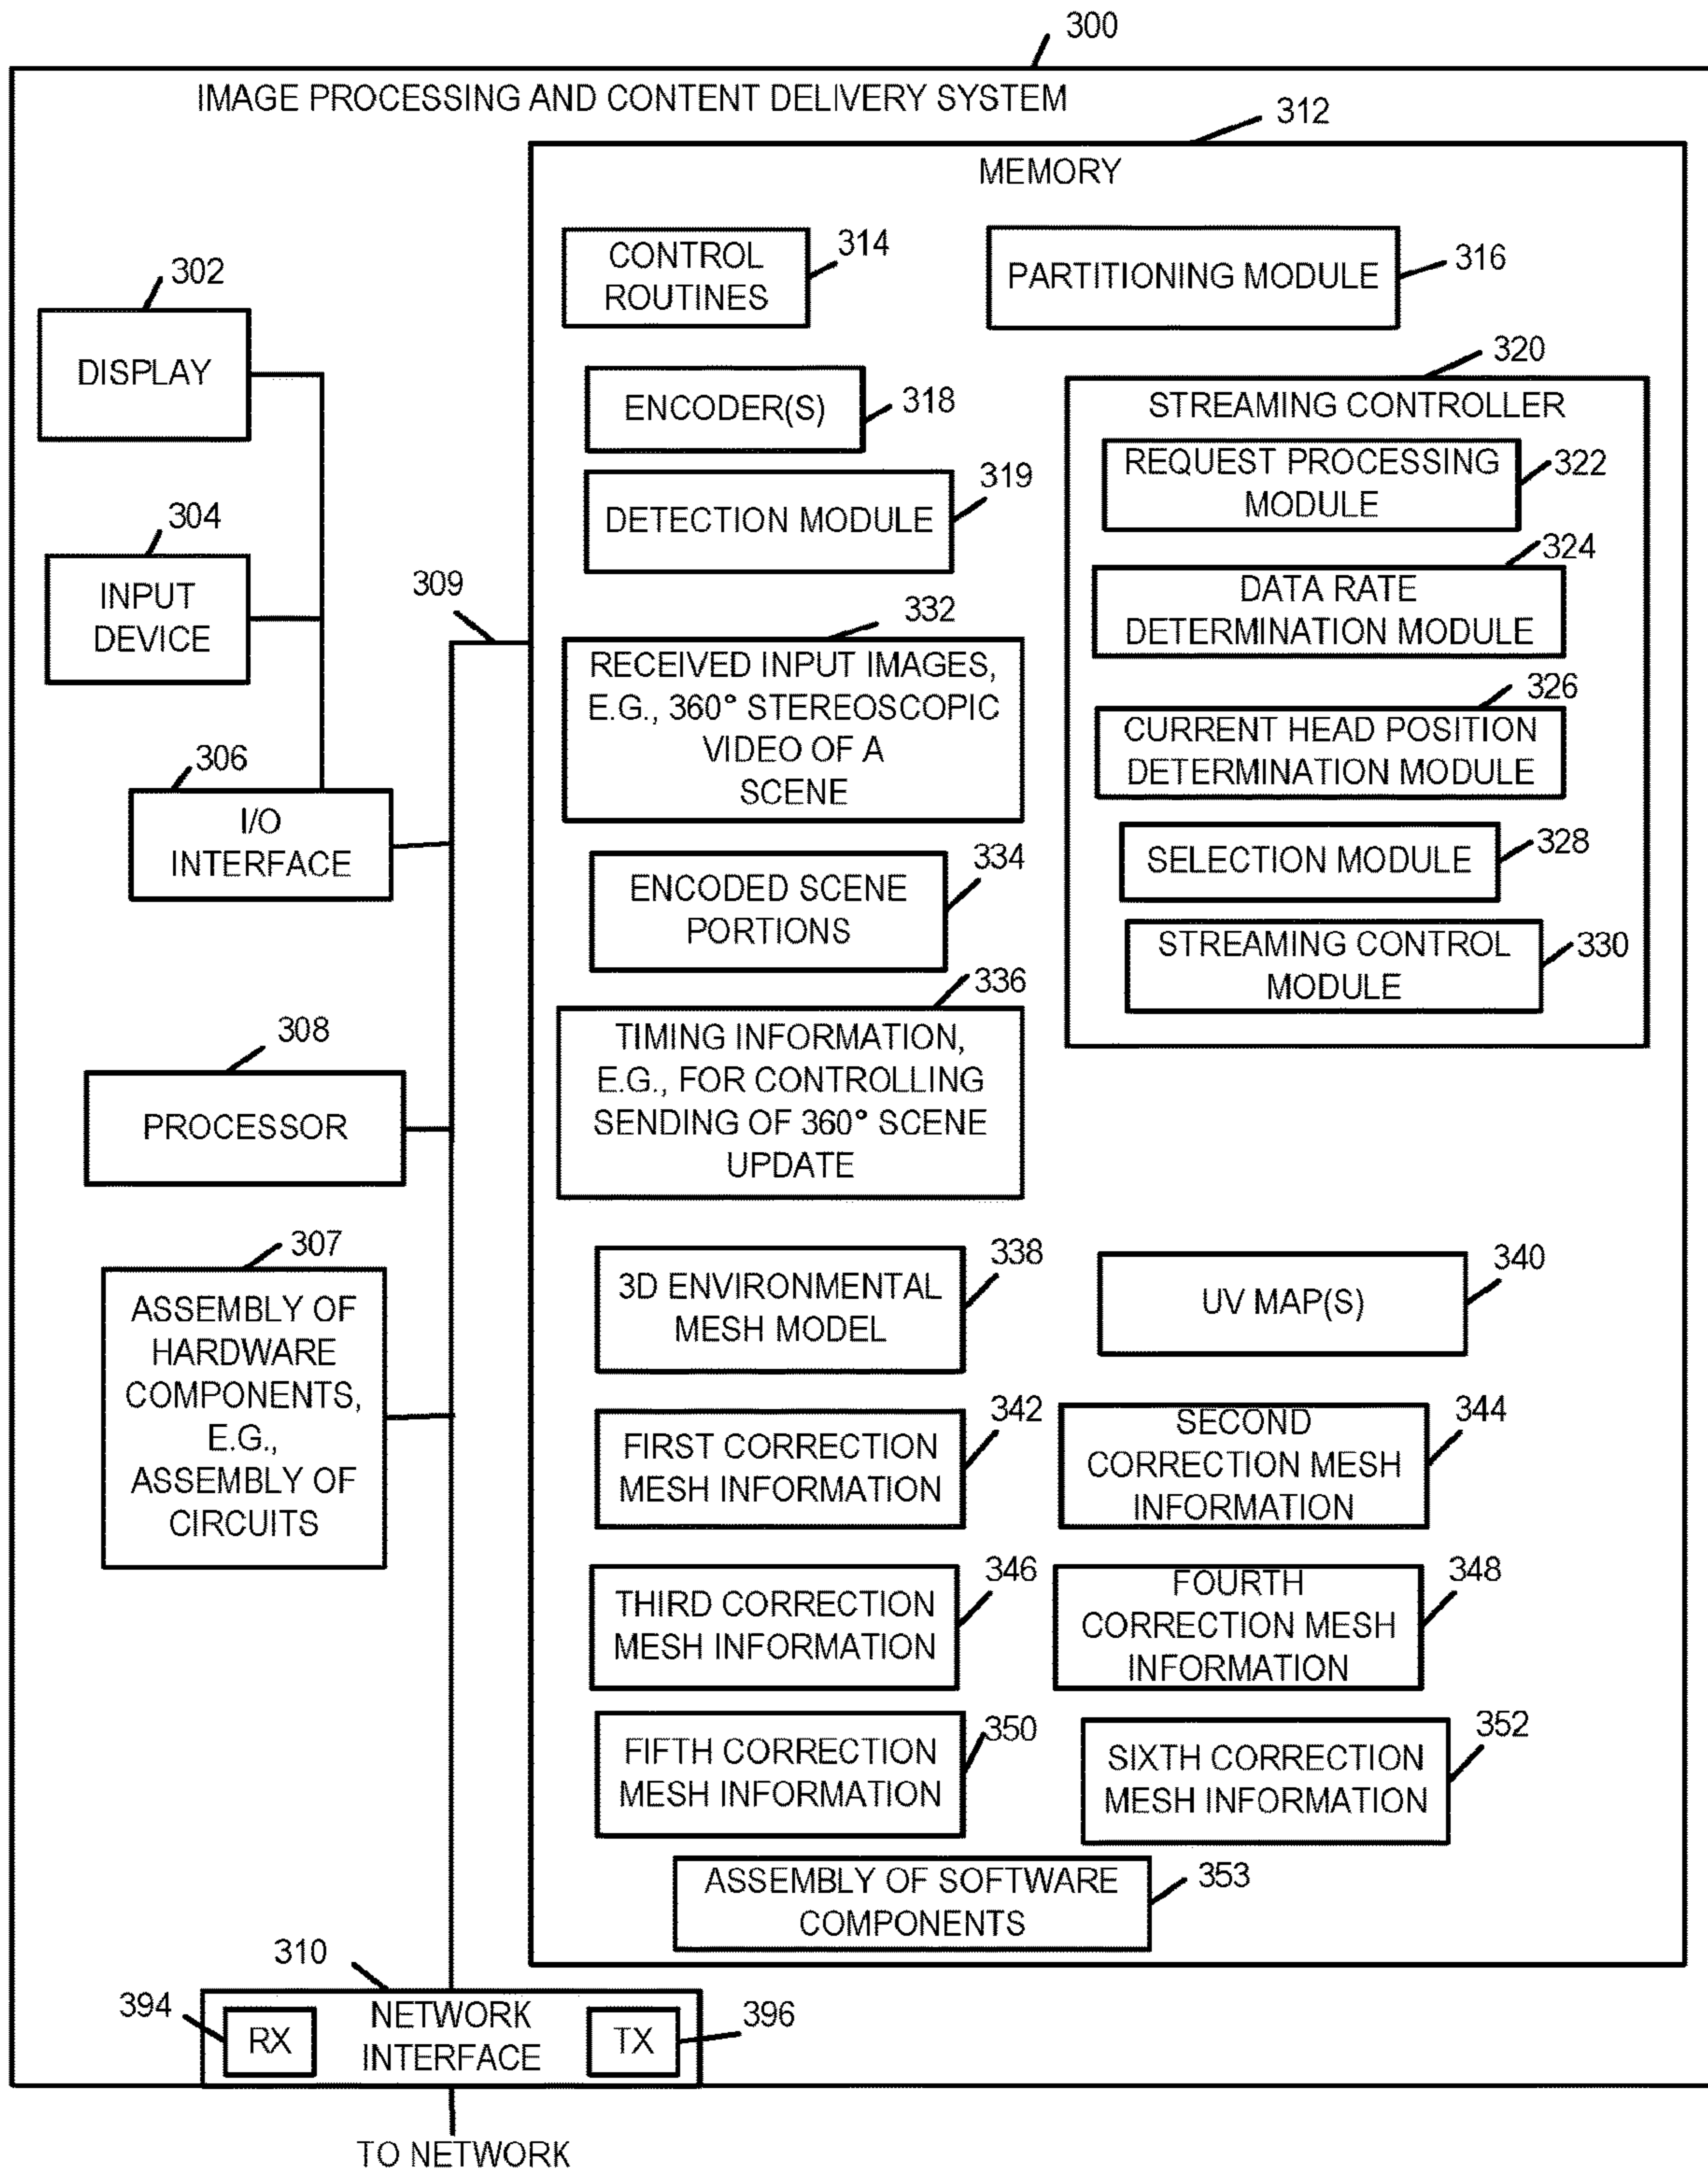 300
IMAGE PROCESSING AND CONTENT DELIVERY SYSTEM
312
MEMORY
CONTROL
ROUTINES
314
PARTITIONING MODULE
316
302
DISPLAY
ENCODER(S)
318
320
STREAMING CONTROLLER
REQUEST PROCESSING
MODULE
322
319
DETECTION MODULE
304
INPUT
DEVICE
324
DATA RATE
DETERMINATION MODULE
309
332
RECEIVED INPUT IMAGES,
E.G., 360° STEREOSCOPIC
VIDEO OF A
SCENE
326
CURRENT HEAD POSITION
DETERMINATION MODULE
306
I/O
INTERFACE
SELECTION MODULE
328
334
ENCODED SCENE
PORTIONS
STREAMING CONTROL
MODULE
330
336
TIMING INFORMATION,
E.G., FOR CONTROLLING
SENDING OF 360° SCENE
UPDATE
308
PROCESSOR
307
ASSEMBLY OF
HARDWARE
COMPONENTS,
E.G.,
ASSEMBLY OF
CIRCUITS
338
3D ENVIRONMENTAL
MESH MODEL
340
UV MAP(S)
342
FIRST CORRECTION
MESH INFORMATION
344
SECOND
CORRECTION MESH
INFORMATION
346
THIRD CORRECTION
MESH INFORMATION
348
FOURTH
CORRECTION MESH
INFORMATION
350
FIFTH CORRECTION
MESH INFORMATION
352
SIXTH CORRECTION
MESH INFORMATION
ASSEMBLY OF SOFTWARE
COMPONENTS
353
310
394
RX
NETWORK
INTERFACE
TX
396
TO NETWORK